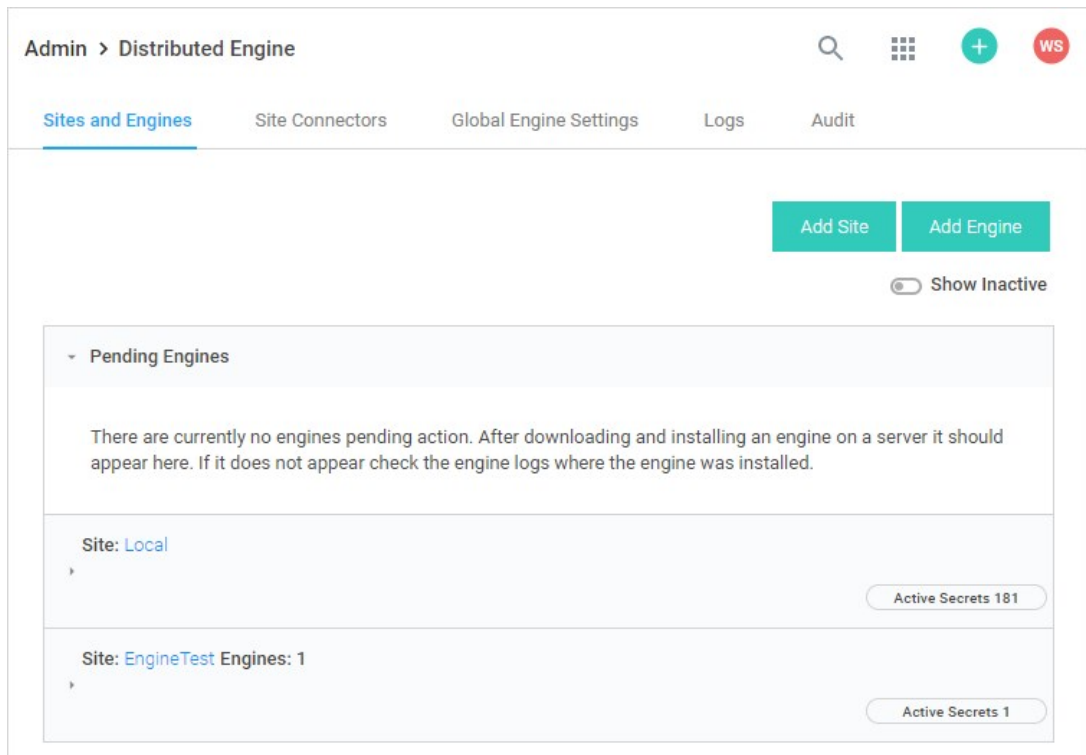 Admin > Distributed Engine
+
WS
Sites and Engines Site Connectors Global Engine Settings Logs Audit
Add Site Add Engine
Show Inactive
Pending Engines
There are currently no engines pending action. After downloading and installing an engine on a server it should
appear here. If it does not appear check the engine logs where the engine was installed.
Site: Local
Active Secrets 181
Site: EngineTest Engines: 1
Active Secrets 1